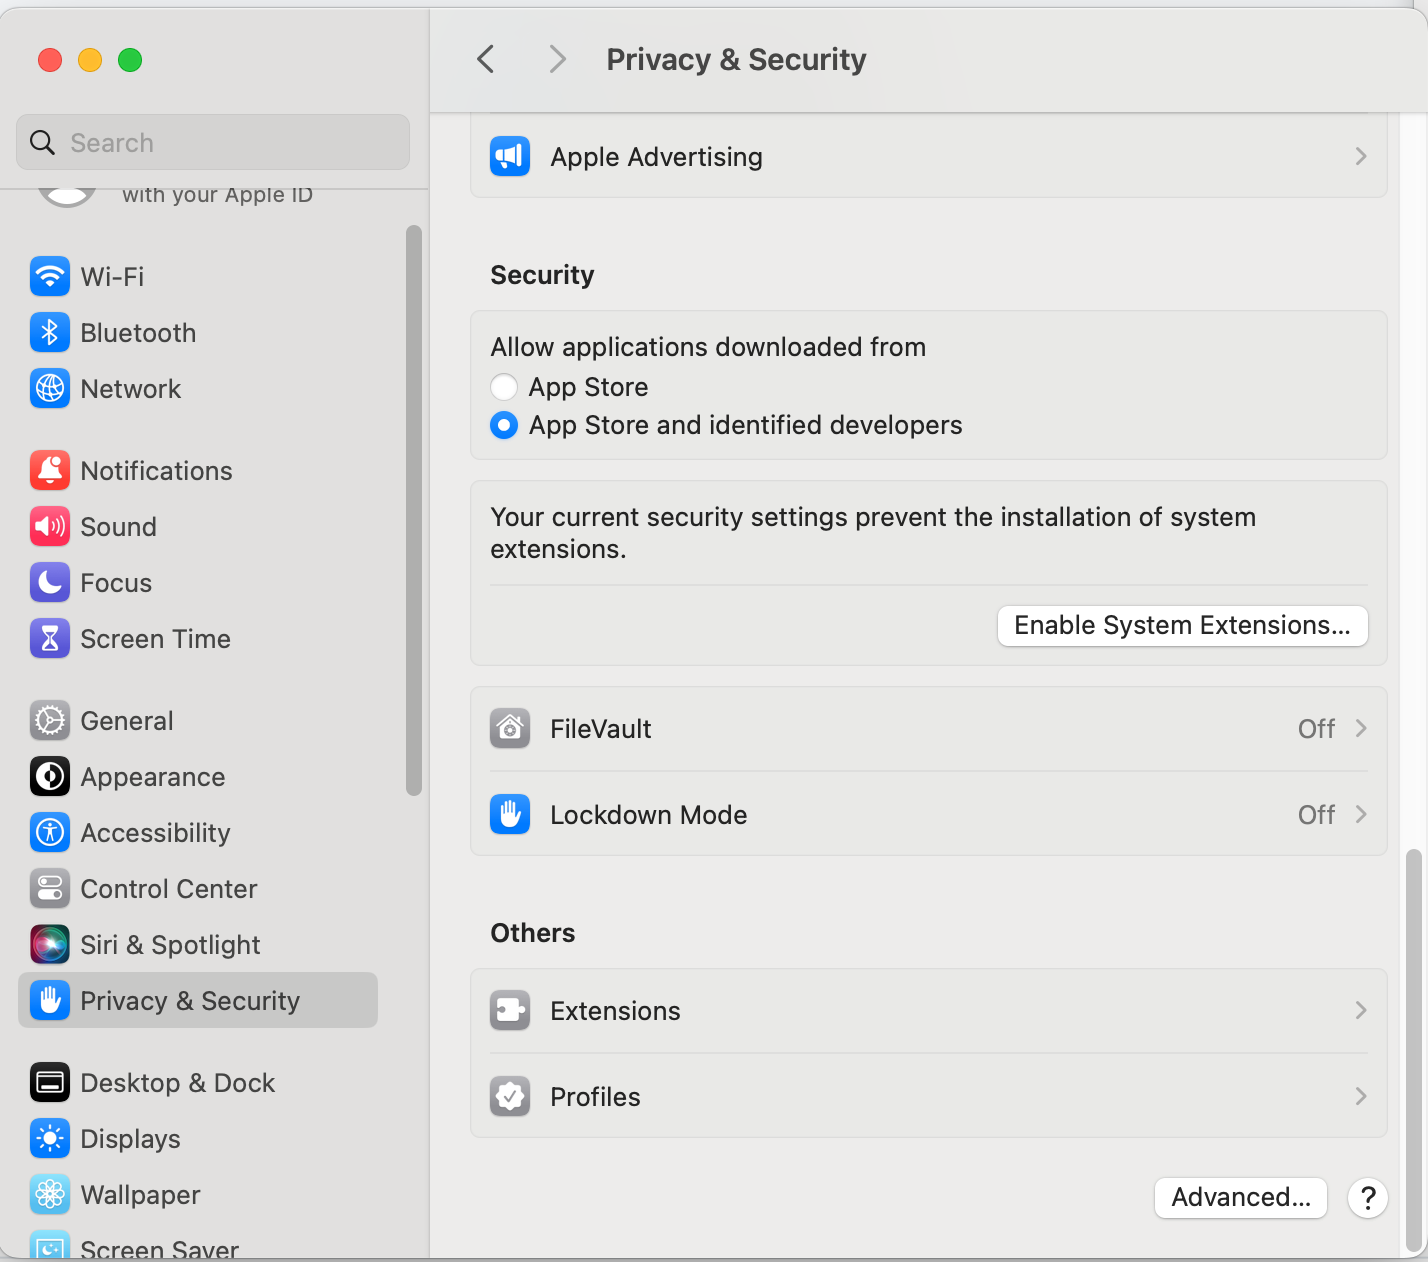 Search
with your Apple ID
Wi-Fi
Bluetooth
Network
Notifications
Sound
Focus
Screen Time
General
Appearance
Accessibility
Control Center
Siri & Spotlight
Privacy & Security
Desktop & Dock
Displays
Wallpaper
Screen Saver
Privacy & Security
Apple Advertising
Security
Allow applications downloaded from
App Store
App Store and identified developers
Your current security settings prevent the installation of system
extensions.
Enable System Extensions...
FileVault Off
Lockdown Mode Off
Others
Extensions
Profiles
Advanced... ?